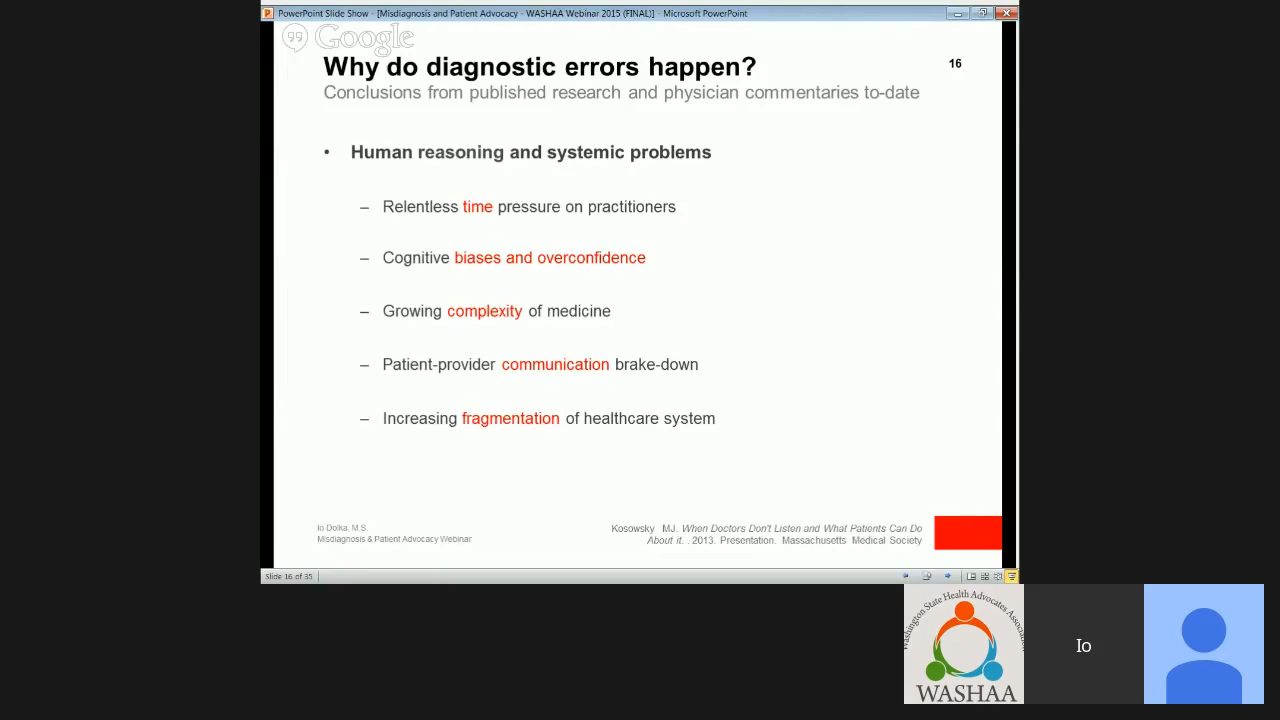 PowerPoint Slide Show - [Misdiagnosis and Patient Advocacy - WASHAA Webinar 2015 (FINAL)] - Microsoft PowerPoint
Google
Why do diagnostic errors happen?
16
Conclusions from published research and physician commentaries to-date
• Human reasoning and systemic problems
– Relentless time pressure on practitioners
– Cognitive biases and overconfidence
– Growing complexity of medicine
– Patient-provider communication brake-down
– Increasing fragmentation of healthcare system
Io Dolka, M.S.
Misdiagnosis & Patient Advocacy Webinar
Kosowsky MJ. When Doctors Don't Listen and What Patients Can Do
About it. . 2013. Presentation. Massachusetts Medical Society
Slide 16 of 35
Washington State Health Advocates
WASHAA
Io